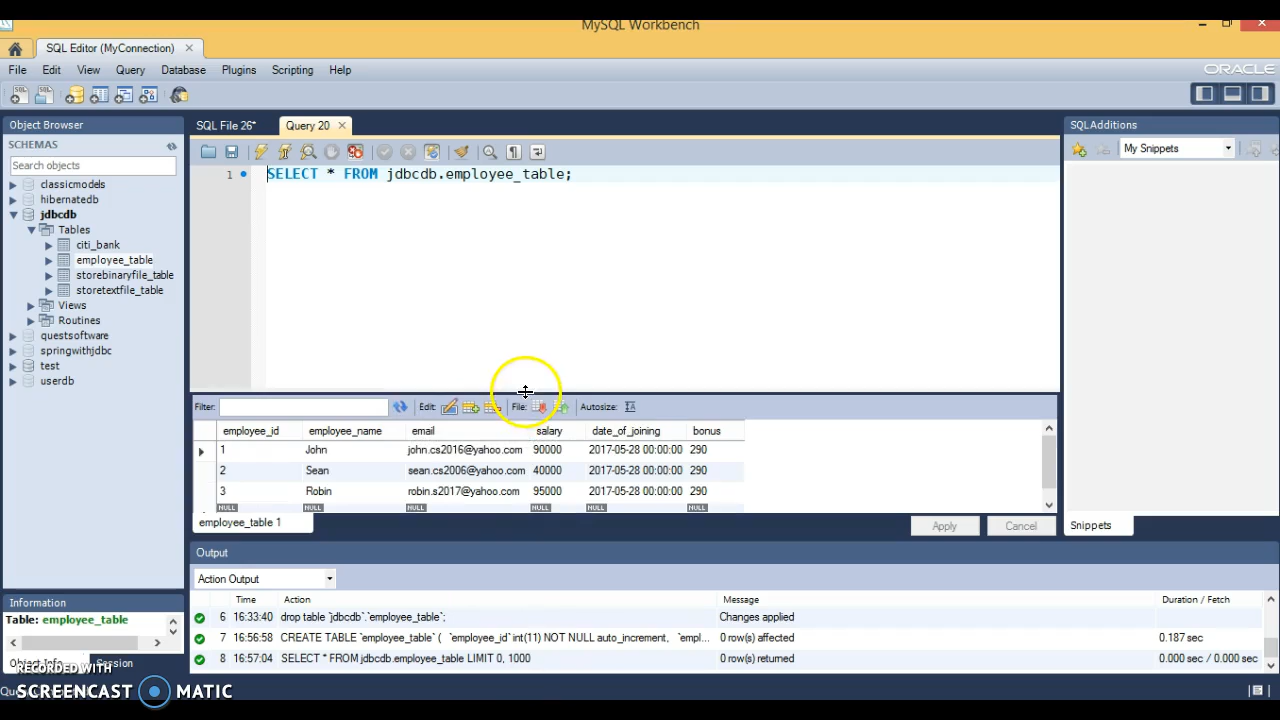 MySQL Workbench
SQL Editor (MyConnection)
File Edit View Query Database Plugins Scripting Help
ORACLE
Object Browser
SCHEMAS
Search objects
classicmodels
hibernatedb
jdbcdb
Tables
citi_bank
employee_table
storebinaryfile_table
storetextfile_table
Views
Routines
questsoftware
springwithjdbc
test
userdb
Information
Table: employee_table
Session
SQL File 26* Query 20
1 SELECT * FROM jdbcdb.employee_table;
Filter: Edit: File: Autosize:
employee_id employee_name email salary date_of_joining bonus
1 John john.cs2016@yahoo.com 90000 2017-05-28 00:00:00 290
2 Sean sean.cs2006@yahoo.com 40000 2017-05-28 00:00:00 290
3 Robin robin.s2017@yahoo.com 95000 2017-05-28 00:00:00 290
NULL NULL NULL NULL NULL NULL
employee_table 1
Apply Cancel
SQLAdditions
My Snippets
Snippets
Output
Action Output
Time Action Message Duration / Fetch
6 16:33:40 drop table `jdbcdb`.`employee_table`; Changes applied
7 16:56:58 CREATE TABLE `employee_table` ( `employee_id` int(11) NOT NULL auto_increment, `empl... 0 row(s) affected 0.187 sec
8 16:57:04 SELECT * FROM jdbcdb.employee_table LIMIT 0, 1000 0 row(s) returned 0.000 sec / 0.000 sec
RECORDED WITH
SCREENCAST MATIC